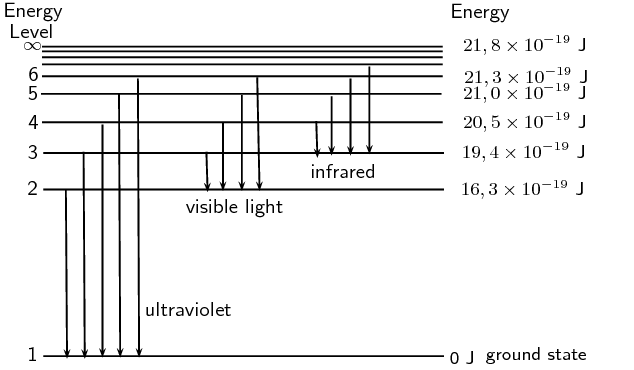 Energy Level
Energy
∞
21,8 × 10⁻¹⁹ J
6
21,3 × 10⁻¹⁹ J
5
21,0 × 10⁻¹⁹ J
4
20,5 × 10⁻¹⁹ J
3
19,4 × 10⁻¹⁹ J
infrared
2
16,3 × 10⁻¹⁹ J
visible light
ultraviolet
1
0 J ground state